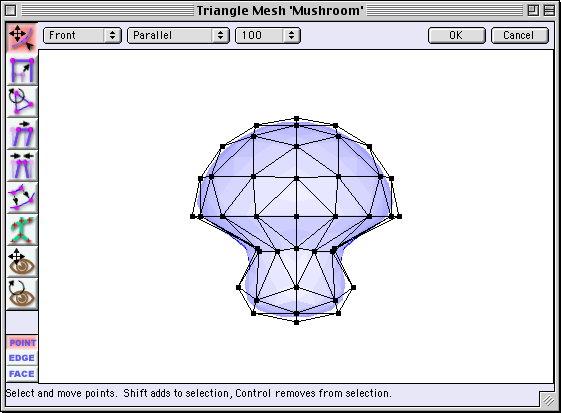 Triangle Mesh 'Mushroom'
Front Parallel 100 OK Cancel
POINT
EDGE
FACE
Select and move points. Shift adds to selection, Control removes from selection.